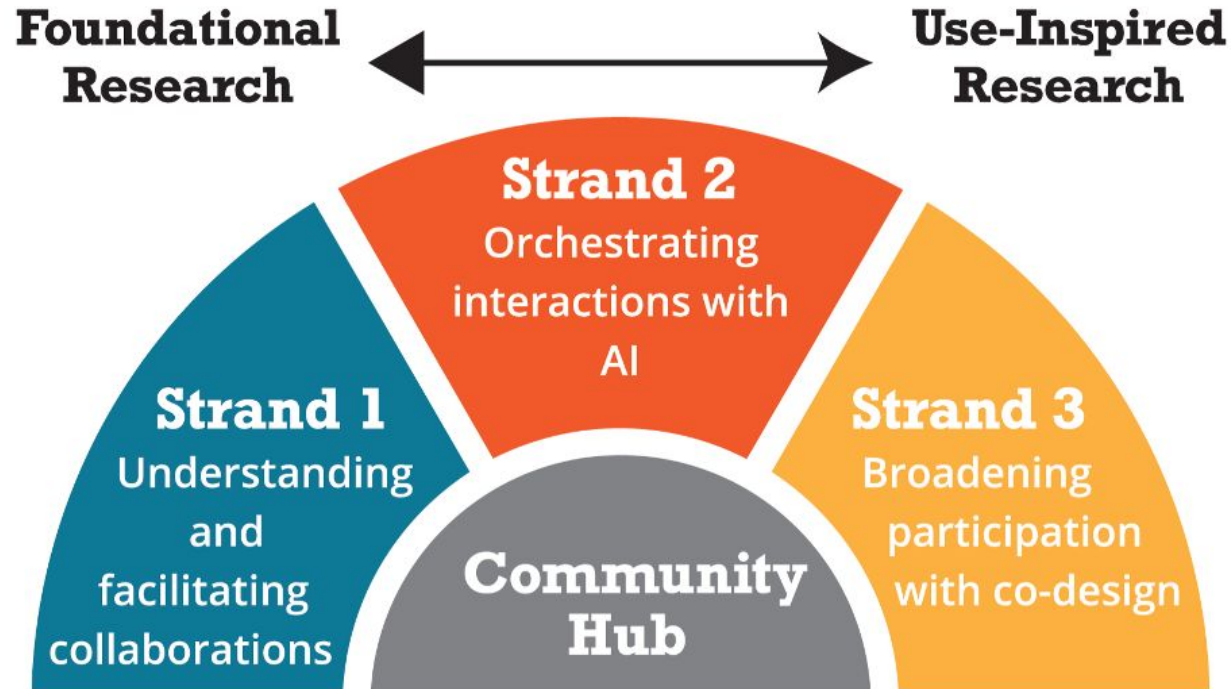 Foundational
Research
Use-Inspired
Research
Strand 1
Understanding
and
facilitating
collaborations
Strand 2
Orchestrating
interactions with
AI
Strand 3
Broadening
participation
with co-design
Community
Hub